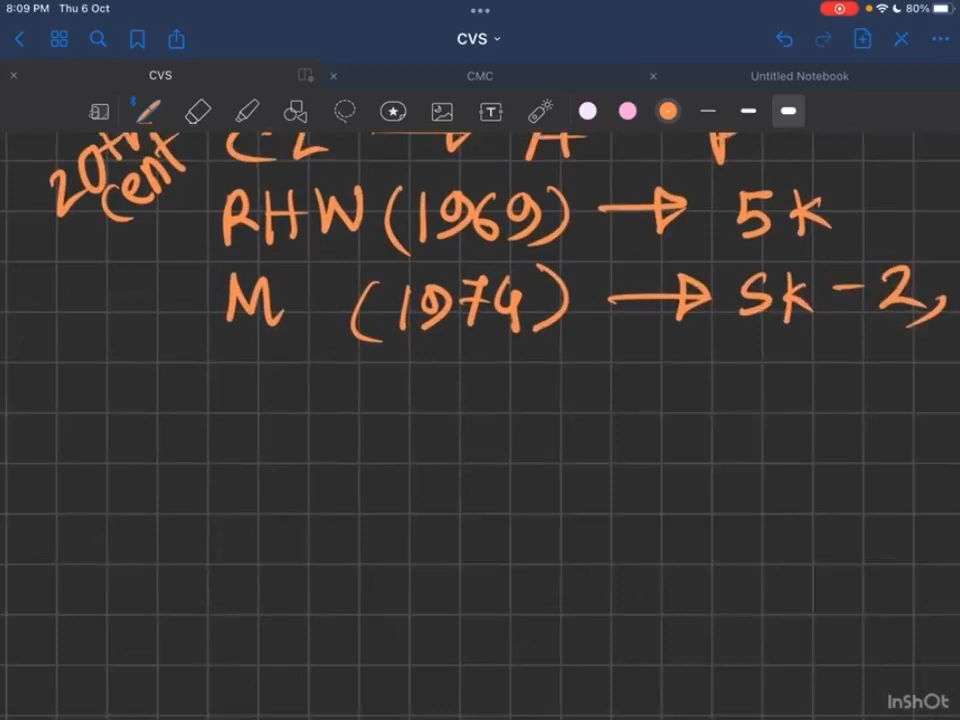 8:09 PM Thu 6 Oct 80%
CVS
CVS CMC Untitled Notebook
20th cent
RHW (1969) → 5K
M (1974) → 5K-2,
InShOt